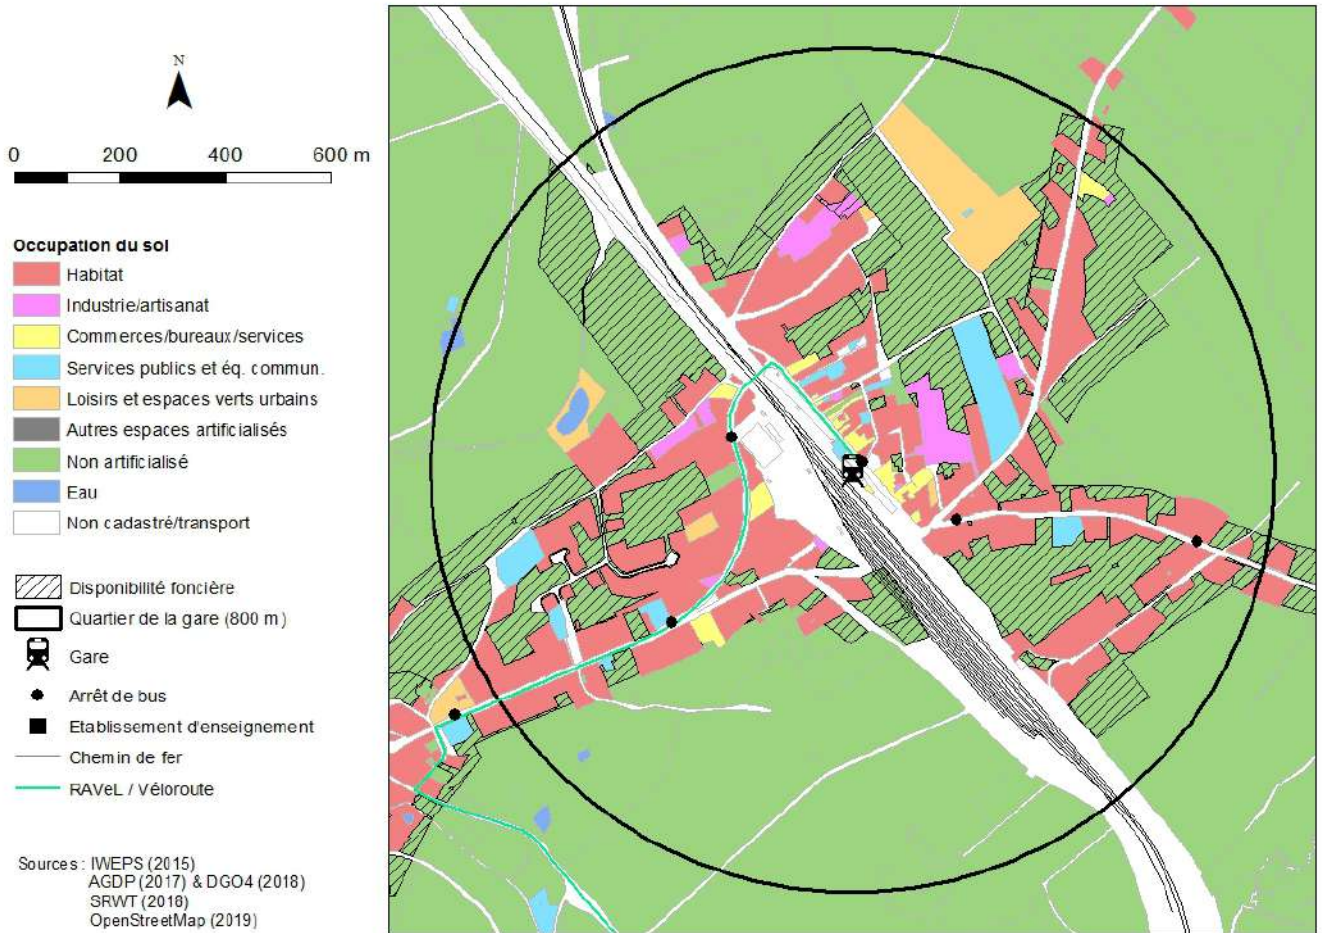 N
0 200 400 600 m
Occupation du sol
Habitat
Industrie/artisanat
Commerces/bureaux/services
Services publics et éq. commun.
Loisirs et espaces verts urbains
Autres espaces artificialisés
Non artificialisé
Eau
Non cadastré/transport
Disponibilité foncière
Quartier de la gare (800 m)
Gare
Arrêt de bus
Etablissement d'enseignement
Chemin de fer
RAVeL / Véloroute
Sources : IWEPS (2015)
AGDP (2017) & DGO4 (2018)
SRWT (2018)
OpenStreetMap (2019)